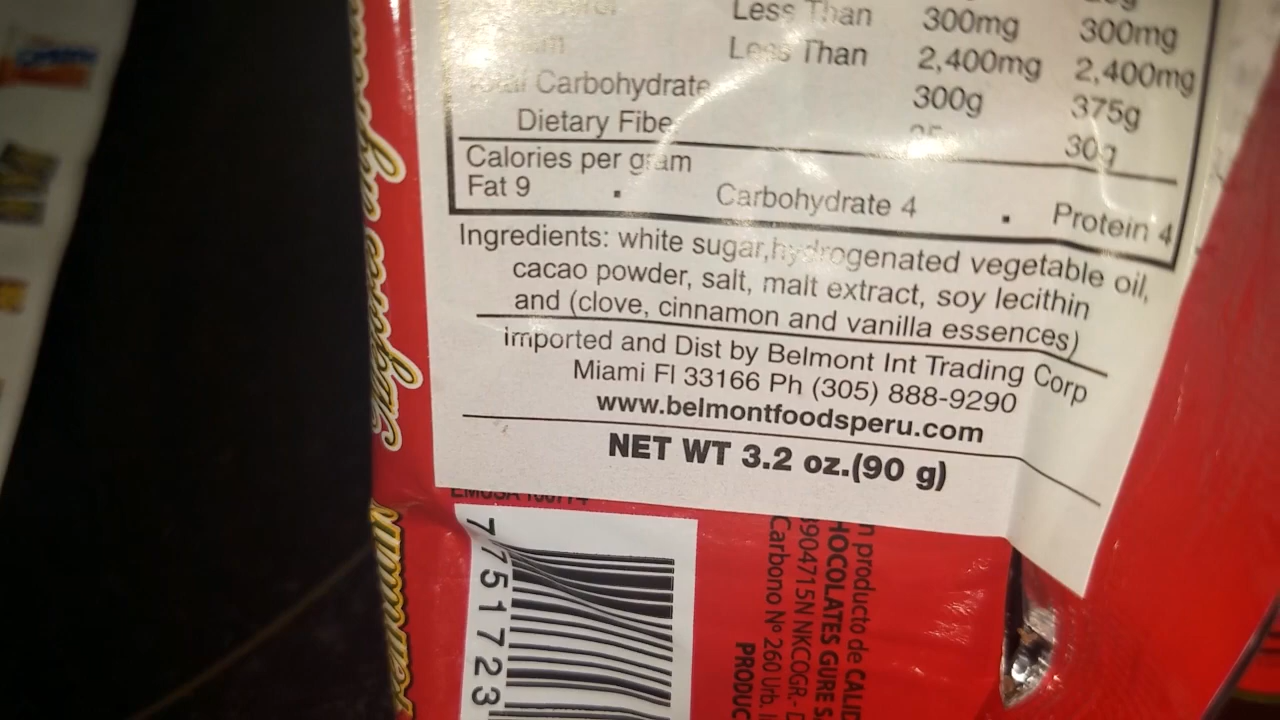 Less Than 300mg 300mg
Less Than 2,400mg 2,400mg
Carbohydrate 300g 375g
Dietary Fibe 30g
Calories per gram
Fat 9 ▪ Carbohydrate 4 ▪ Protein 4
Ingredients: white sugar,hydrogenated vegetable oil,
cacao powder, salt, malt extract, soy lecithin
and (clove, cinnamon and vanilla essences)
imported and Dist by Belmont Int Trading Corp
Miami Fl 33166 Ph (305) 888-9290
www.belmontfoodsperu.com
NET WT 3.2 oz.(90 g)
7751723
n producto de CALID
HOCOLATES GURE S.
904715N NKCOGR.- D
Carbono Nº 260 Urb. I
PRODUC